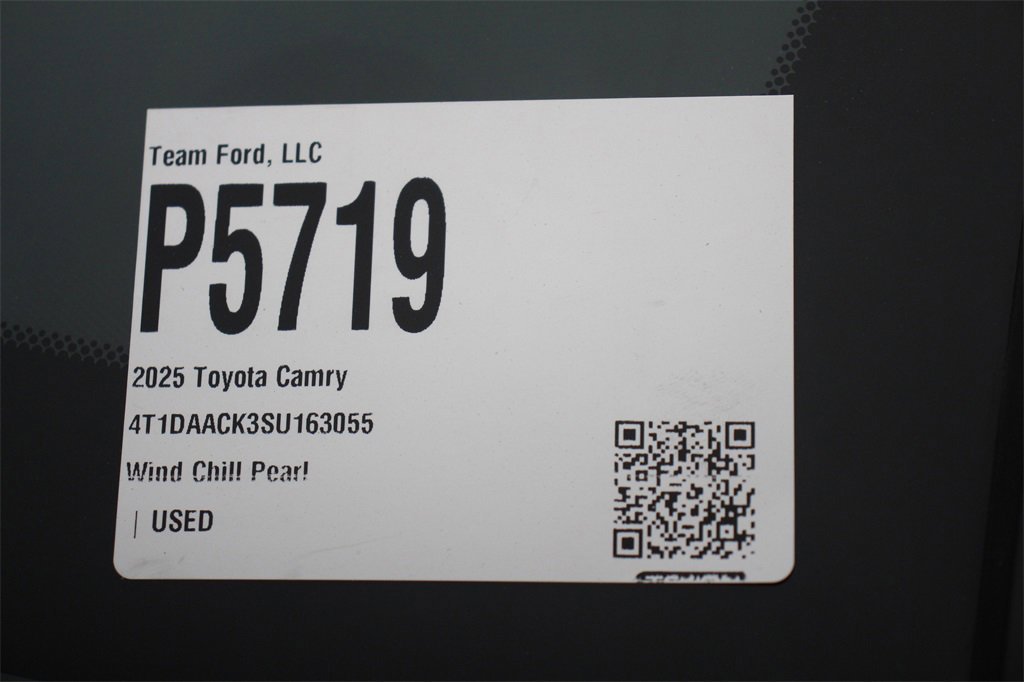 Team Ford, LLC
P5719
2025 Toyota Camry
4T1DAACK3SU163055
Wind Chill Pearl
| USED